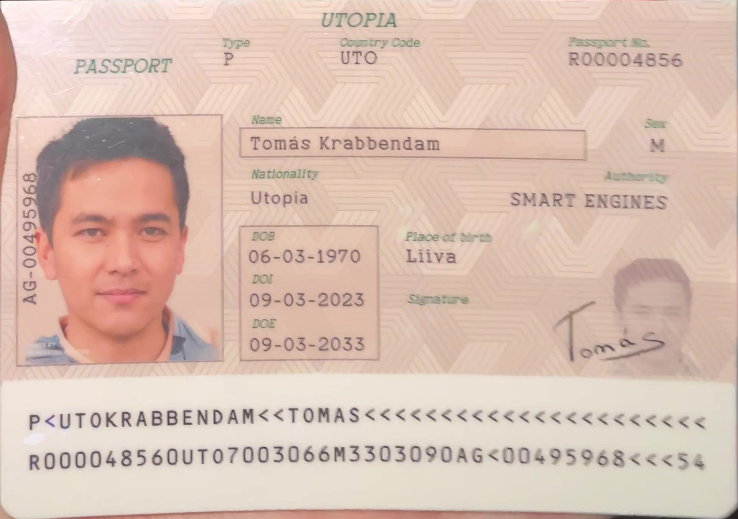 UTOPIA
PASSPORT
Type
P
Country Code
UTO
Passport No.
R00004856
Name
Tomás Krabbendam
Sex
M
Nationality
Utopia
Authority
SMART ENGINES
DOB
06-03-1970
Place of birth
Liiva
DOI
09-03-2023
Signature
DOE
09-03-2033
Tomás
AG-00495968
P<UTOKRABBENDAM<<TOMAS<<<<<<<<<<<<<<<<<<<<<<
R000048560UTO7003066M3303090AG<00495968<<<54